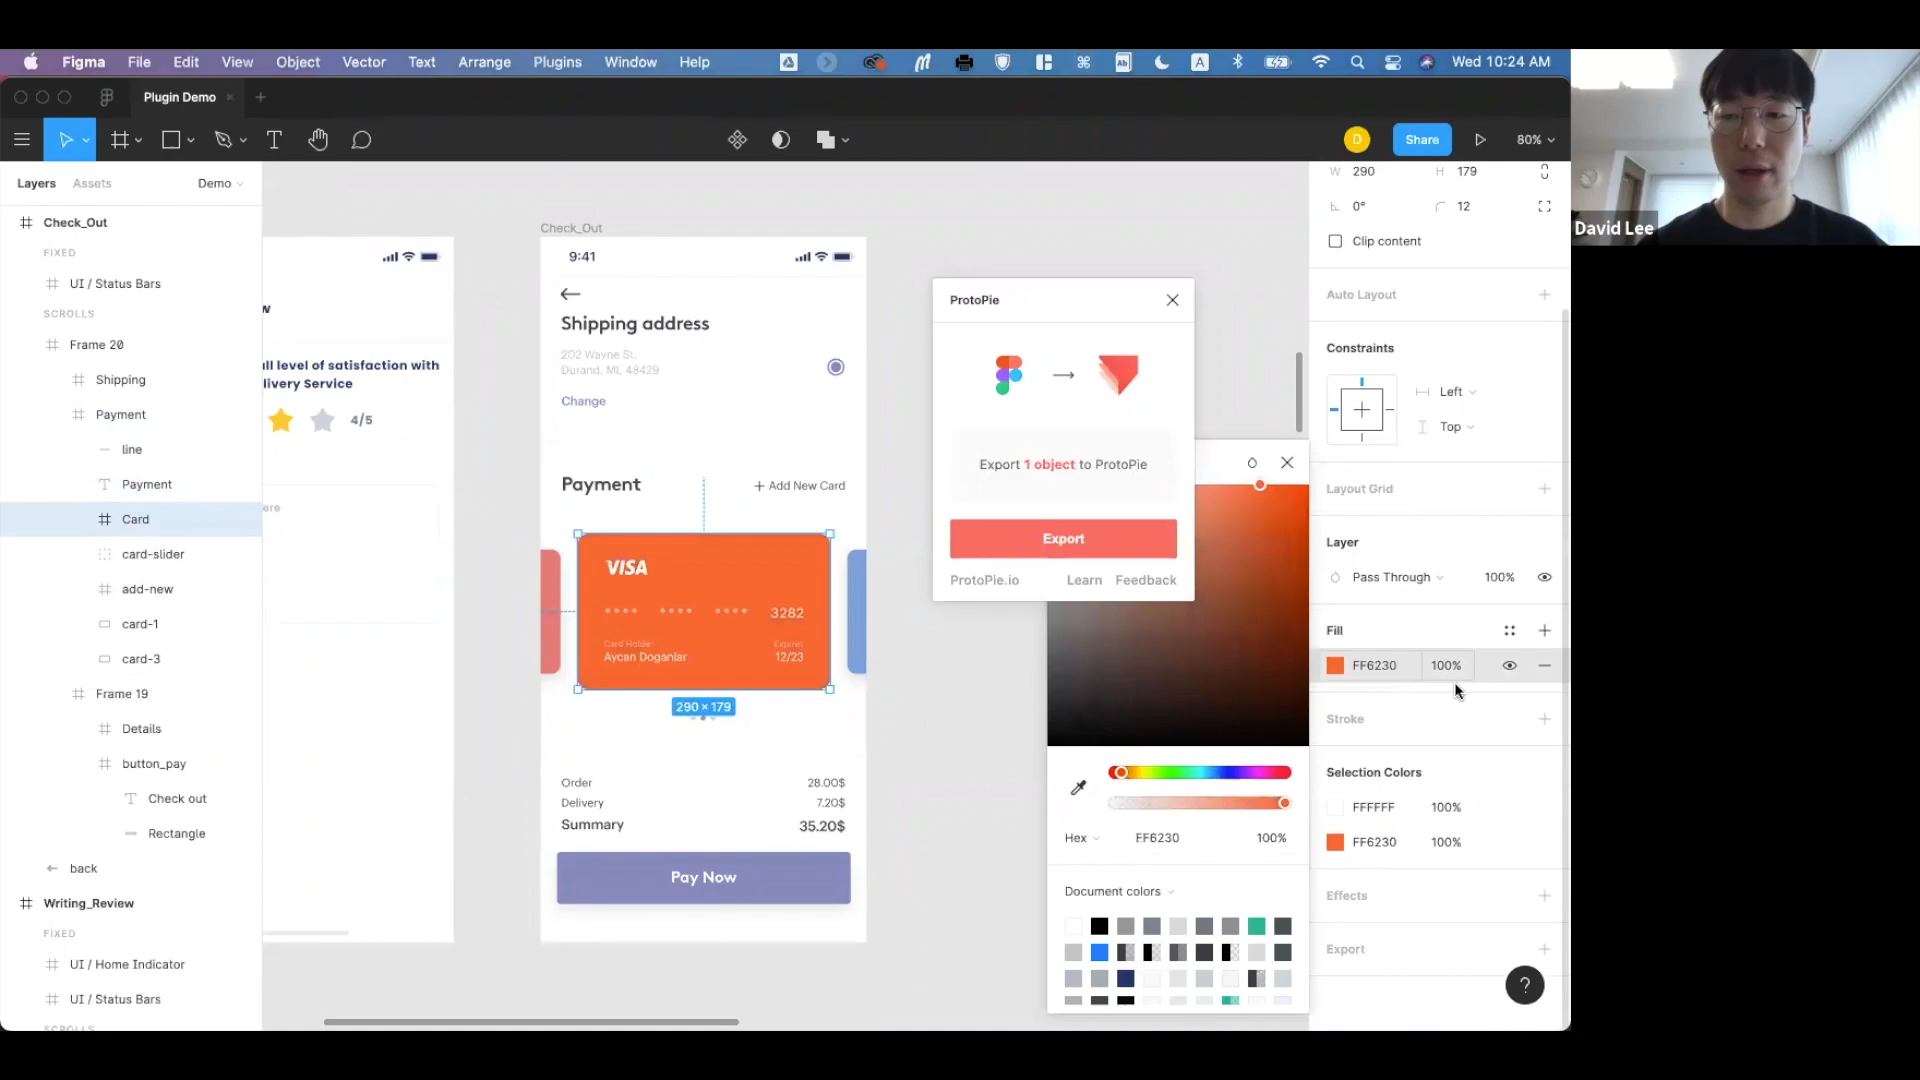 Figma File Edit View Object Vector Text Arrange Plugins Window Help
A
Wed 10:24 AM
Plugin Demo
D
Share
80%
Layers Assets Demo
Check_Out
FIXED
UI / Status Bars
SCROLLS
Frame 20
Shipping
Payment
line
Payment
Card
card-slider
add-new
card-1
card-3
Frame 19
Details
button_pay
Check out
Rectangle
back
Writing_Review
FIXED
UI / Home Indicator
UI / Status Bars
SCROLLS
w
ll level of satisfaction with
livery Service
4/5
ere
Check_Out
9:41
Shipping address
202 Wayne St.
Durand, MI, 48429
Change
Payment
+ Add New Card
VISA
3282
Card Holder
Expires
Aycan Doganlar
12/23
290 × 179
Order 28.00$
Delivery 7.20$
Summary 35.20$
Pay Now
ProtoPie
Export 1 object to ProtoPie
Export
ProtoPie.io Learn Feedback
Hex FF6230 100%
Document colors
W 290 H 179
0° 12
Clip content
Auto Layout
Constraints
Left
Top
Layout Grid
Layer
Pass Through 100%
Fill
FF6230 100%
Stroke
Selection Colors
FFFFFF 100%
FF6230 100%
Effects
Export
?
David Lee